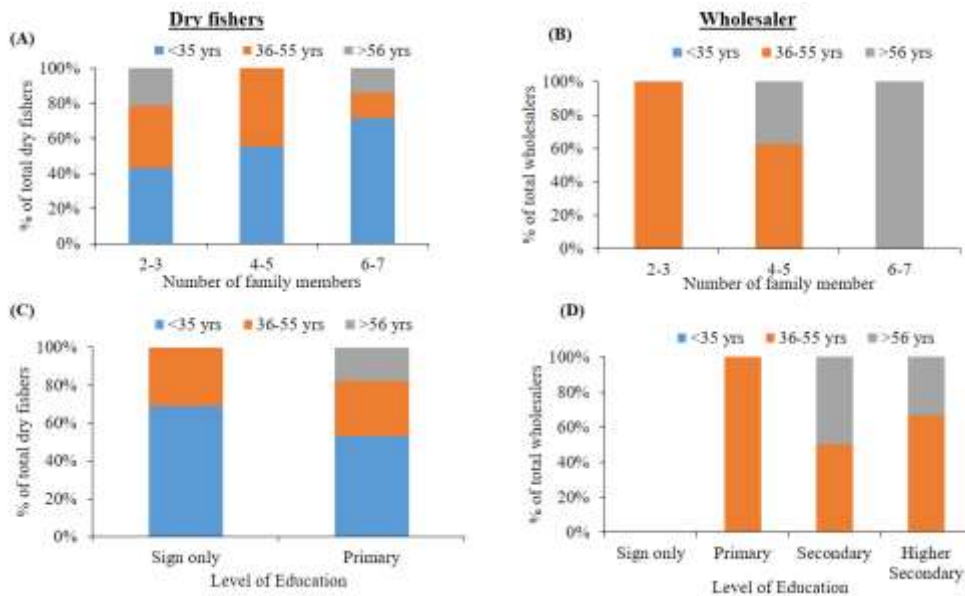 Dry fishers
Wholesaler
(A)
<35 yrs 36-55 yrs >56 yrs
100%
80%
60%
40%
20%
0%
% of total dry fishers
2-3 4-5 6-7
Number of family members
(B)
<35 yrs 36-55 yrs >56 yrs
100%
80%
60%
40%
20%
0%
% of total wholesalers
2-3 4-5 6-7
Number of family member
(C)
<35 yrs 36-55 yrs >56 yrs
100%
80%
60%
40%
20%
0%
% of total dry fishers
Sign only Primary
Level of Education
(D)
<35 yrs 36-55 yrs >56 yrs
100%
80%
60%
40%
20%
0%
% of total wholesalers
Sign only Primary Secondary Higher
Secondary
Level of Education